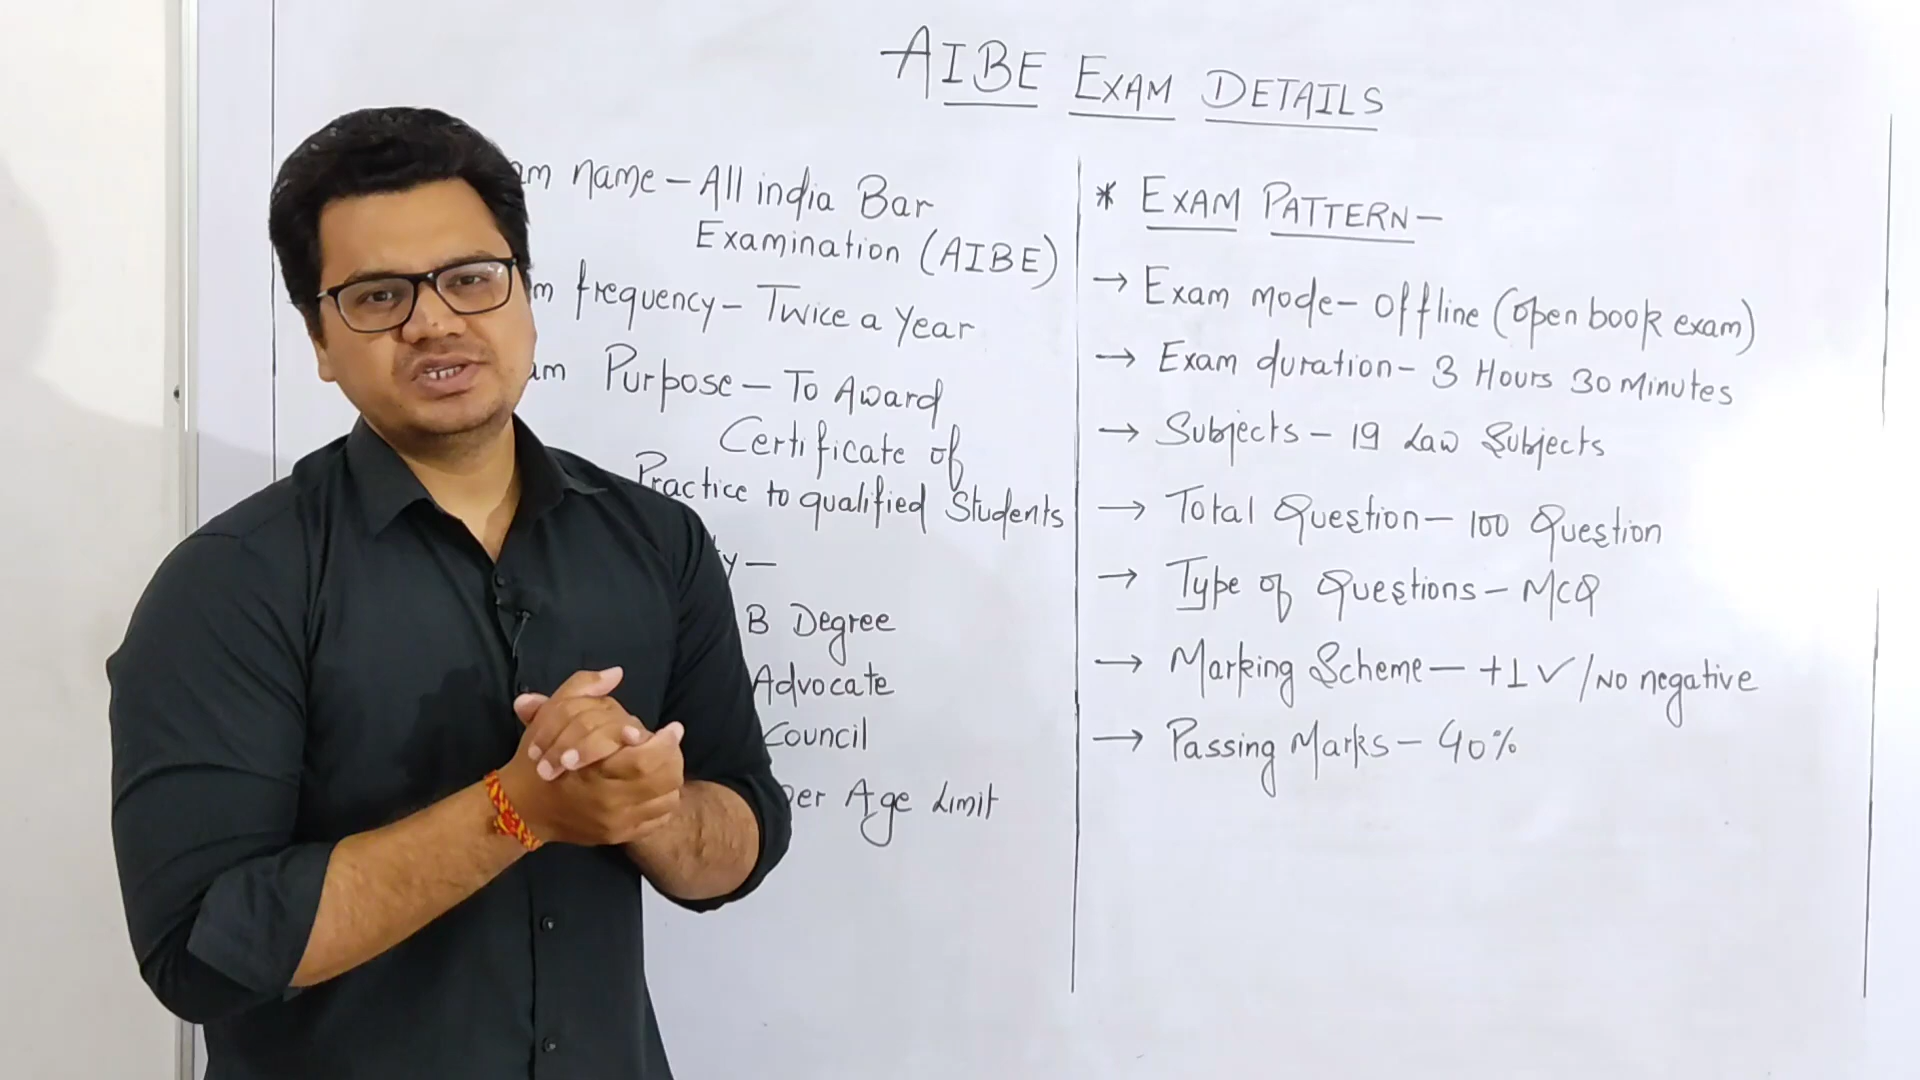 AIBE EXAM DETAILS
name - All india Bar
Examination (AIBE)
frequency - Twice a Year
Purpose - To Award
Certificate of
Practice to qualified Students
B Degree
Advocate
Council
Age Limit
* EXAM PATTERN -
→ Exam mode - offline (open book exam)
→ Exam duration - 3 Hours 30 Minutes
→ Subjects - 19 Law Subjects
→ Total Question - 100 Question
→ Type of Questions - MCQ
→ Marking Scheme - +1 ✓ / No negative
→ Passing Marks - 40%